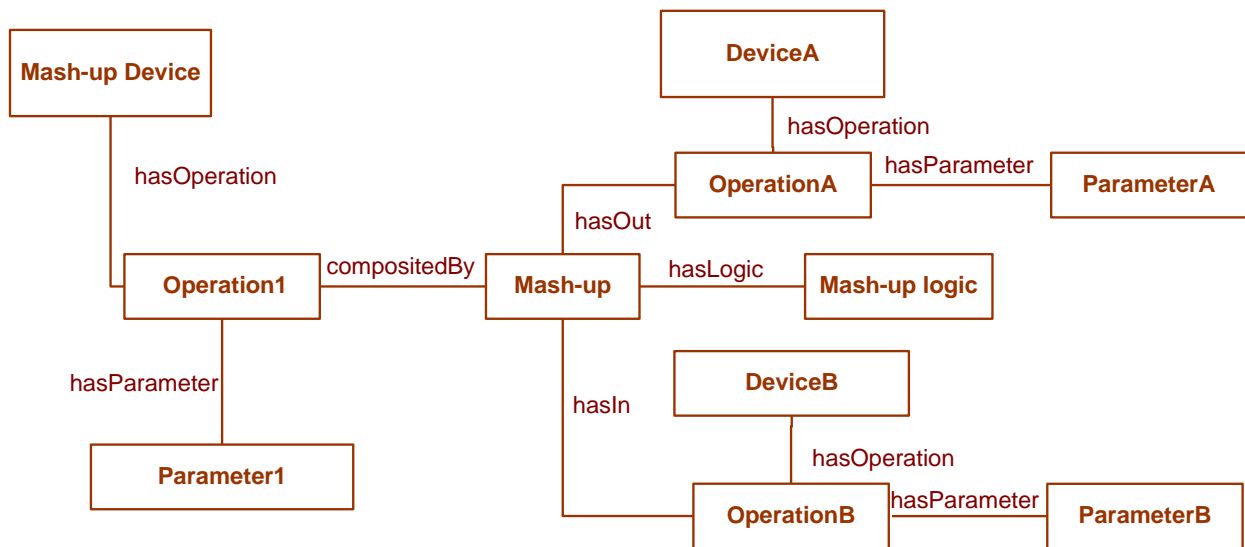 DeviceA
Mash-up Device
hasOperation
hasOperation
OperationA
hasParameter
ParameterA
hasOut
Operation1
compositedBy
Mash-up
hasLogic
Mash-up logic
hasParameter
DeviceB
hasIn
Parameter1
hasOperation
OperationB
hasParameter
ParameterB